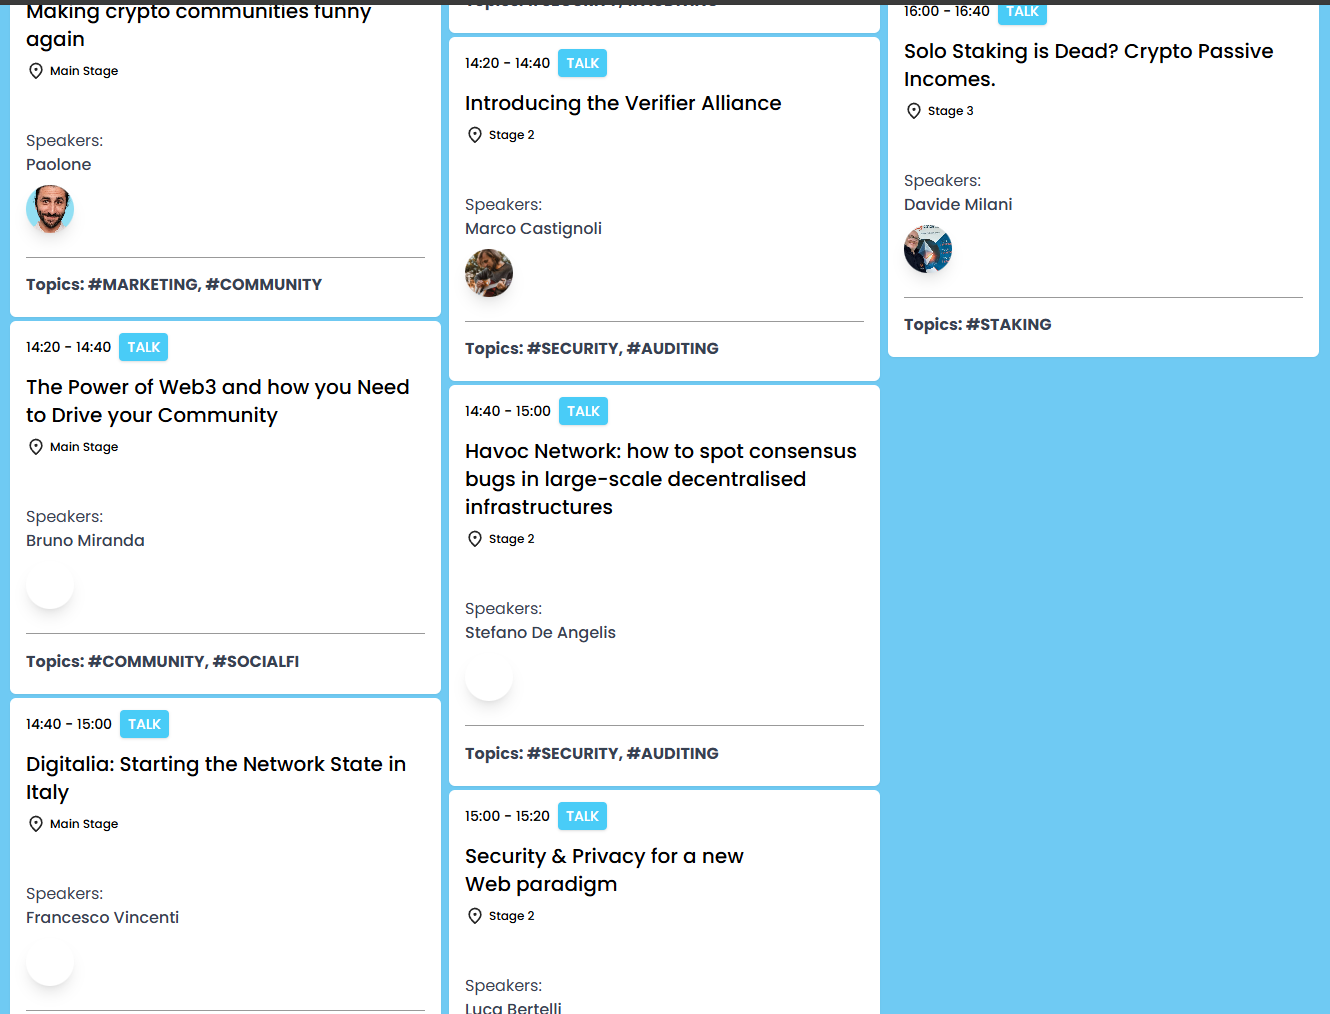 Making crypto communities funny
again
Main Stage
Speakers:
Paolone
Topics: #MARKETING, #COMMUNITY
14:20 - 14:40 TALK
The Power of Web3 and how you Need
to Drive your Community
Main Stage
Speakers:
Bruno Miranda
Topics: #COMMUNITY, #SOCIALFI
14:40 - 15:00 TALK
Digitalia: Starting the Network State in
Italy
Main Stage
Speakers:
Francesco Vincenti
Topics: #SECURITY, #AUDITING
14:20 - 14:40 TALK
Introducing the Verifier Alliance
Stage 2
Speakers:
Marco Castignoli
Topics: #SECURITY, #AUDITING
14:40 - 15:00 TALK
Havoc Network: how to spot consensus
bugs in large-scale decentralised
infrastructures
Stage 2
Speakers:
Stefano De Angelis
Topics: #SECURITY, #AUDITING
15:00 - 15:20 TALK
Security & Privacy for a new
Web paradigm
Stage 2
Speakers:
Luca Bertelli
16:00 - 16:40 TALK
Solo Staking is Dead? Crypto Passive
Incomes.
Stage 3
Speakers:
Davide Milani
Topics: #STAKING